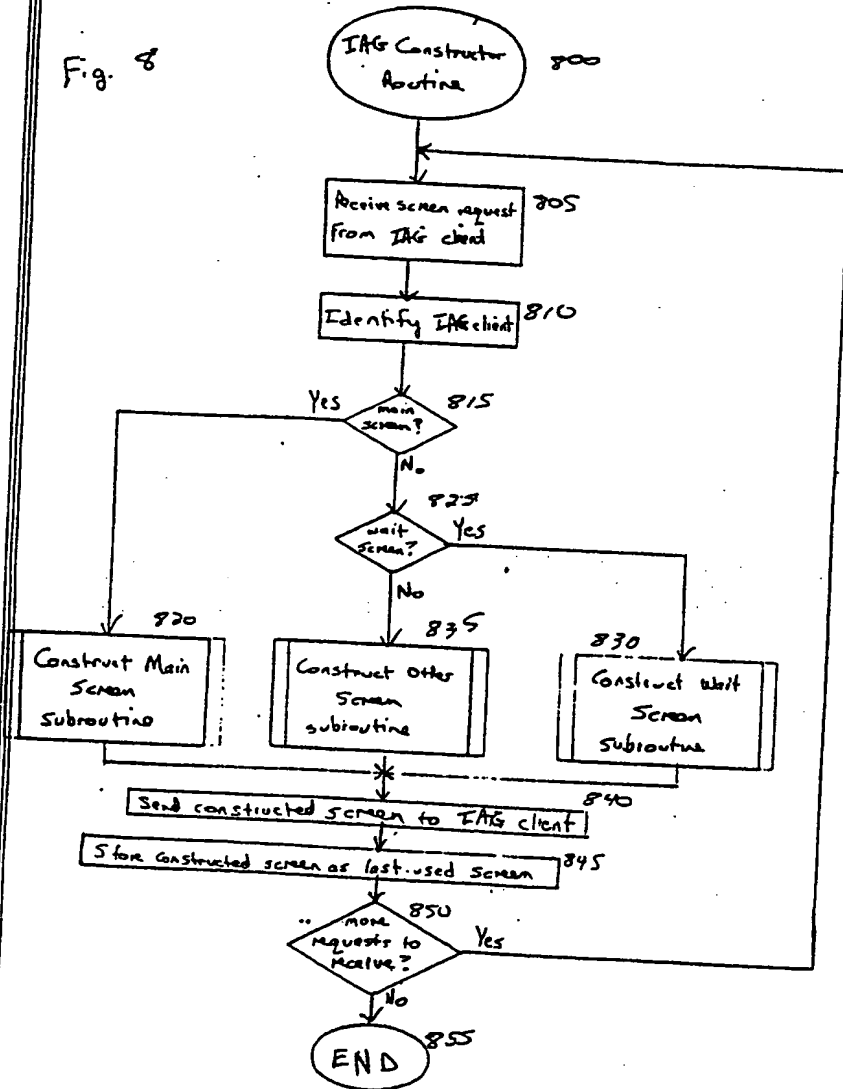 Fig. 8
IAG Constructor
Routine
800
Receive screen request
From IAG client
805
Identify IAG client
810
Yes
main
screen?
815
No
825
wait
screen?
Yes
No
820
Construct Main
Screen
subroutine
835
Construct Other
Screen
subroutine
830
Construct Wait
Screen
subroutine
840
Send constructed screen to IAG client
Store constructed screen as last-used screen
845
850
more
requests to
receive?
Yes
No
END
855